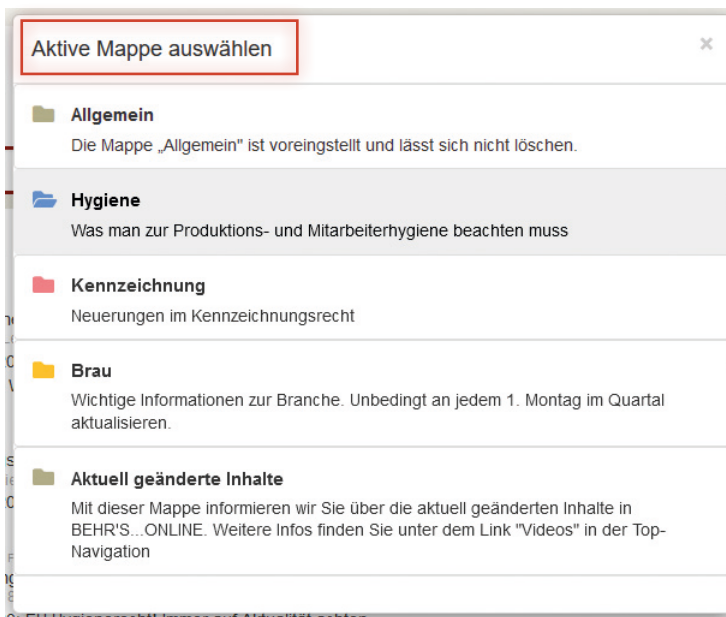 Aktive Mappe auswählen
×
Allgemein
Die Mappe „Allgemein" ist voreingestellt und lässt sich nicht löschen.
Hygiene
Was man zur Produktions- und Mitarbeiterhygiene beachten muss
Kennzeichnung
Neuerungen im Kennzeichnungsrecht
Brau
Wichtige Informationen zur Branche. Unbedingt an jedem 1. Montag im Quartal
aktualisieren.
Aktuell geänderte Inhalte
Mit dieser Mappe informieren wir Sie über die aktuell geänderten Inhalte in
BEHR'S...ONLINE. Weitere Infos finden Sie unter dem Link "Videos" in der Top-
Navigation